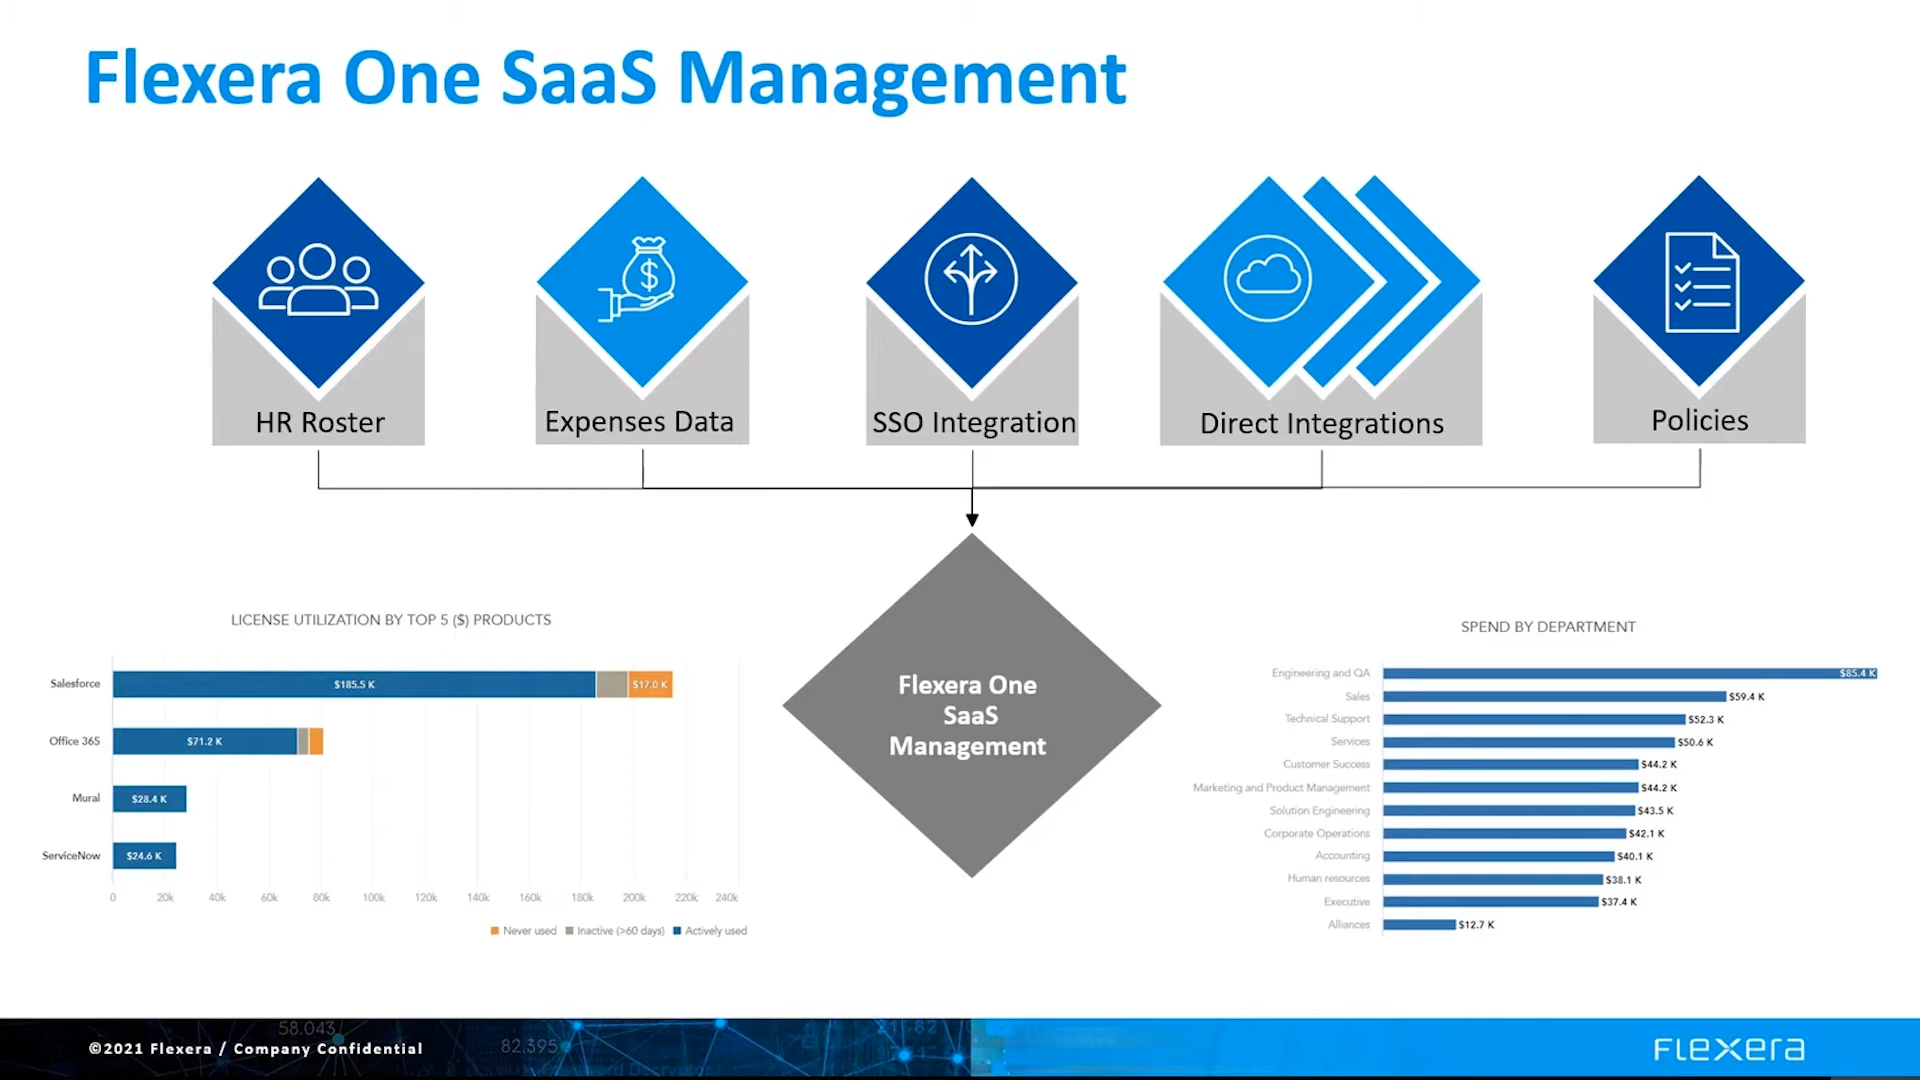 Flexera One SaaS Management
HR Roster
Expenses Data
SSO Integration
Direct Integrations
Policies
Flexera One
SaaS
Management
LICENSE UTILIZATION BY TOP 5 ($) PRODUCTS
Salesforce
$185.5 K
$17.0 K
Office 365
$71.2 K
Mural
$28.4 K
ServiceNow
$24.6 K
0 20k 40k 60k 80k 100k 120k 140k 160k 180k 200k 220k 240k
Never used Inactive (>60 days) Actively used
SPEND BY DEPARTMENT
Engineering and QA $85.4 K
Sales $59.4 K
Technical Support $52.3 K
Services $50.6 K
Customer Success $44.2 K
Marketing and Product Management $44.2 K
Solution Engineering $43.5 K
Corporate Operations $42.1 K
Accounting $40.1 K
Human resources $38.1 K
Executive $37.4 K
Alliances $12.7 K
58.043
82.395
©2021 Flexera / Company Confidential
FLEXERA